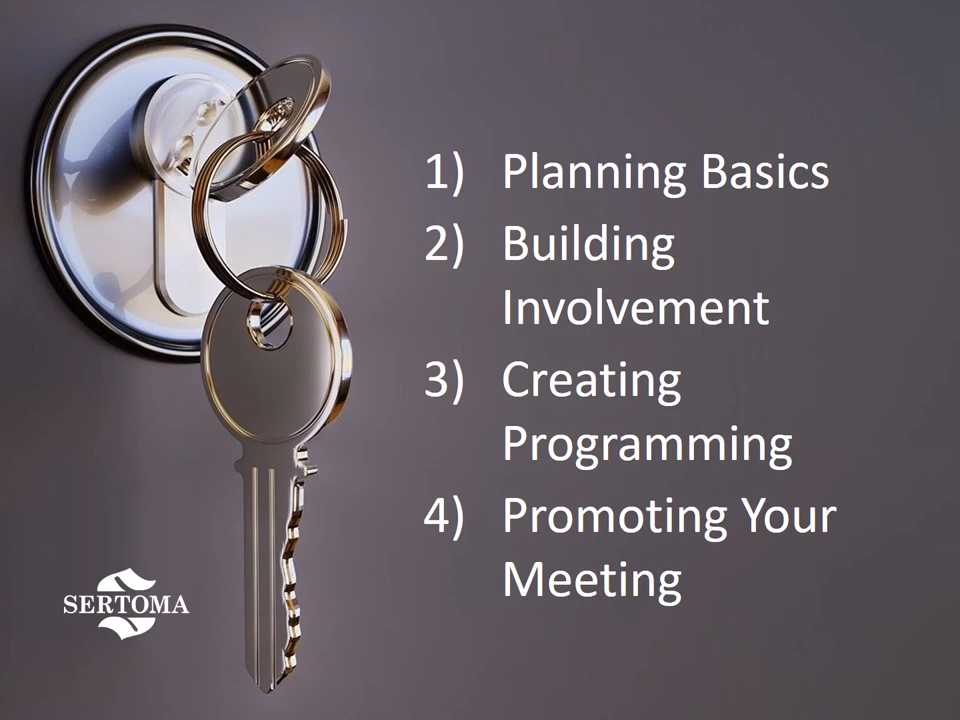 1) Planning Basics
2) Building
Involvement
3) Creating
Programming
4) Promoting Your
Meeting
SERTOMA